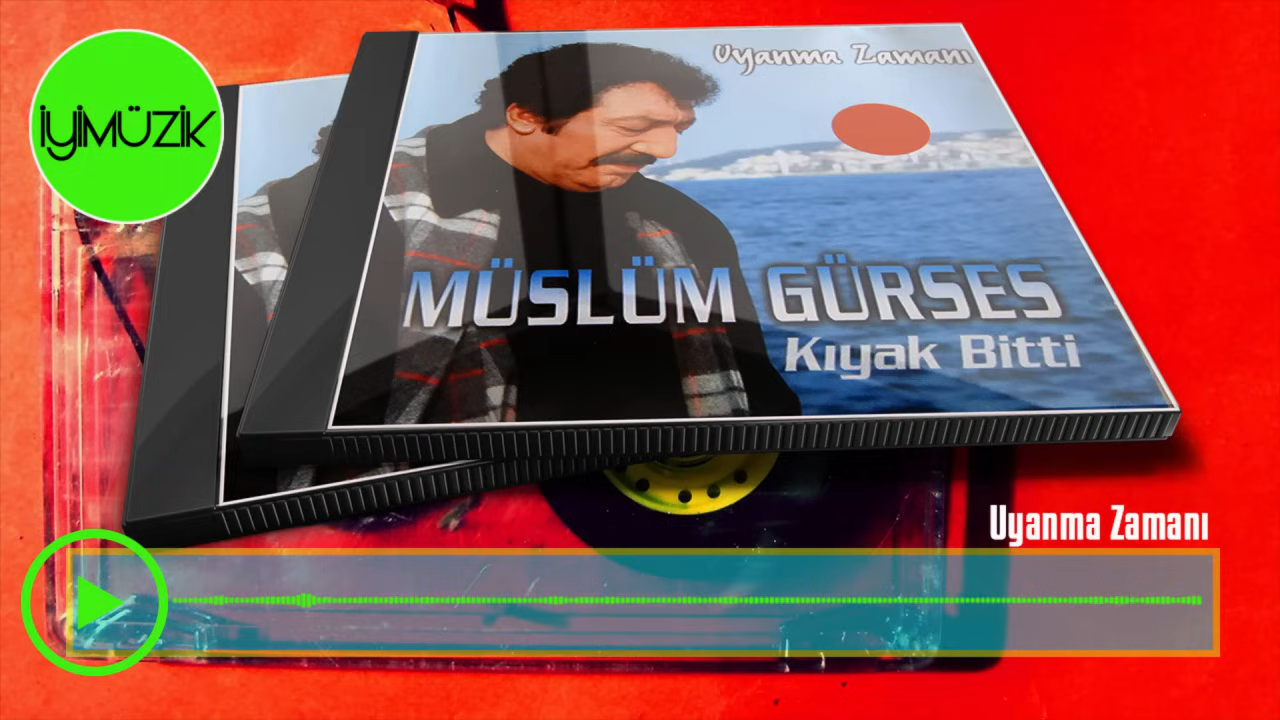 İYİMÜZİK
Uyanma Zamanı
MÜSLÜM GÜRSES
Kıyak Bitti
Uyanma Zamanı